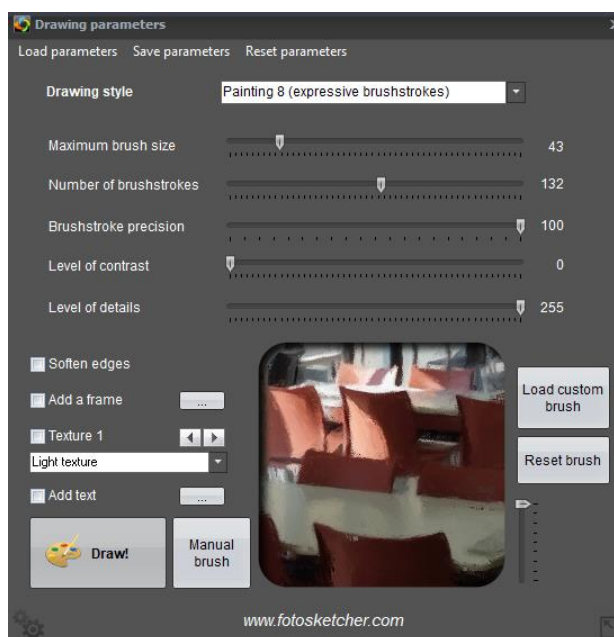 Drawing parameters
Load parameters Save parameters Reset parameters
Drawing style Painting 8 (expressive brushstrokes)
Maximum brush size 43
Number of brushstrokes 132
Brushstroke precision 100
Level of contrast 0
Level of details 255
Soften edges
Add a frame ...
Texture 1
Light texture
Add text ...
Load custom
brush
Reset brush
Draw!
Manual
brush
www.fotosketcher.com